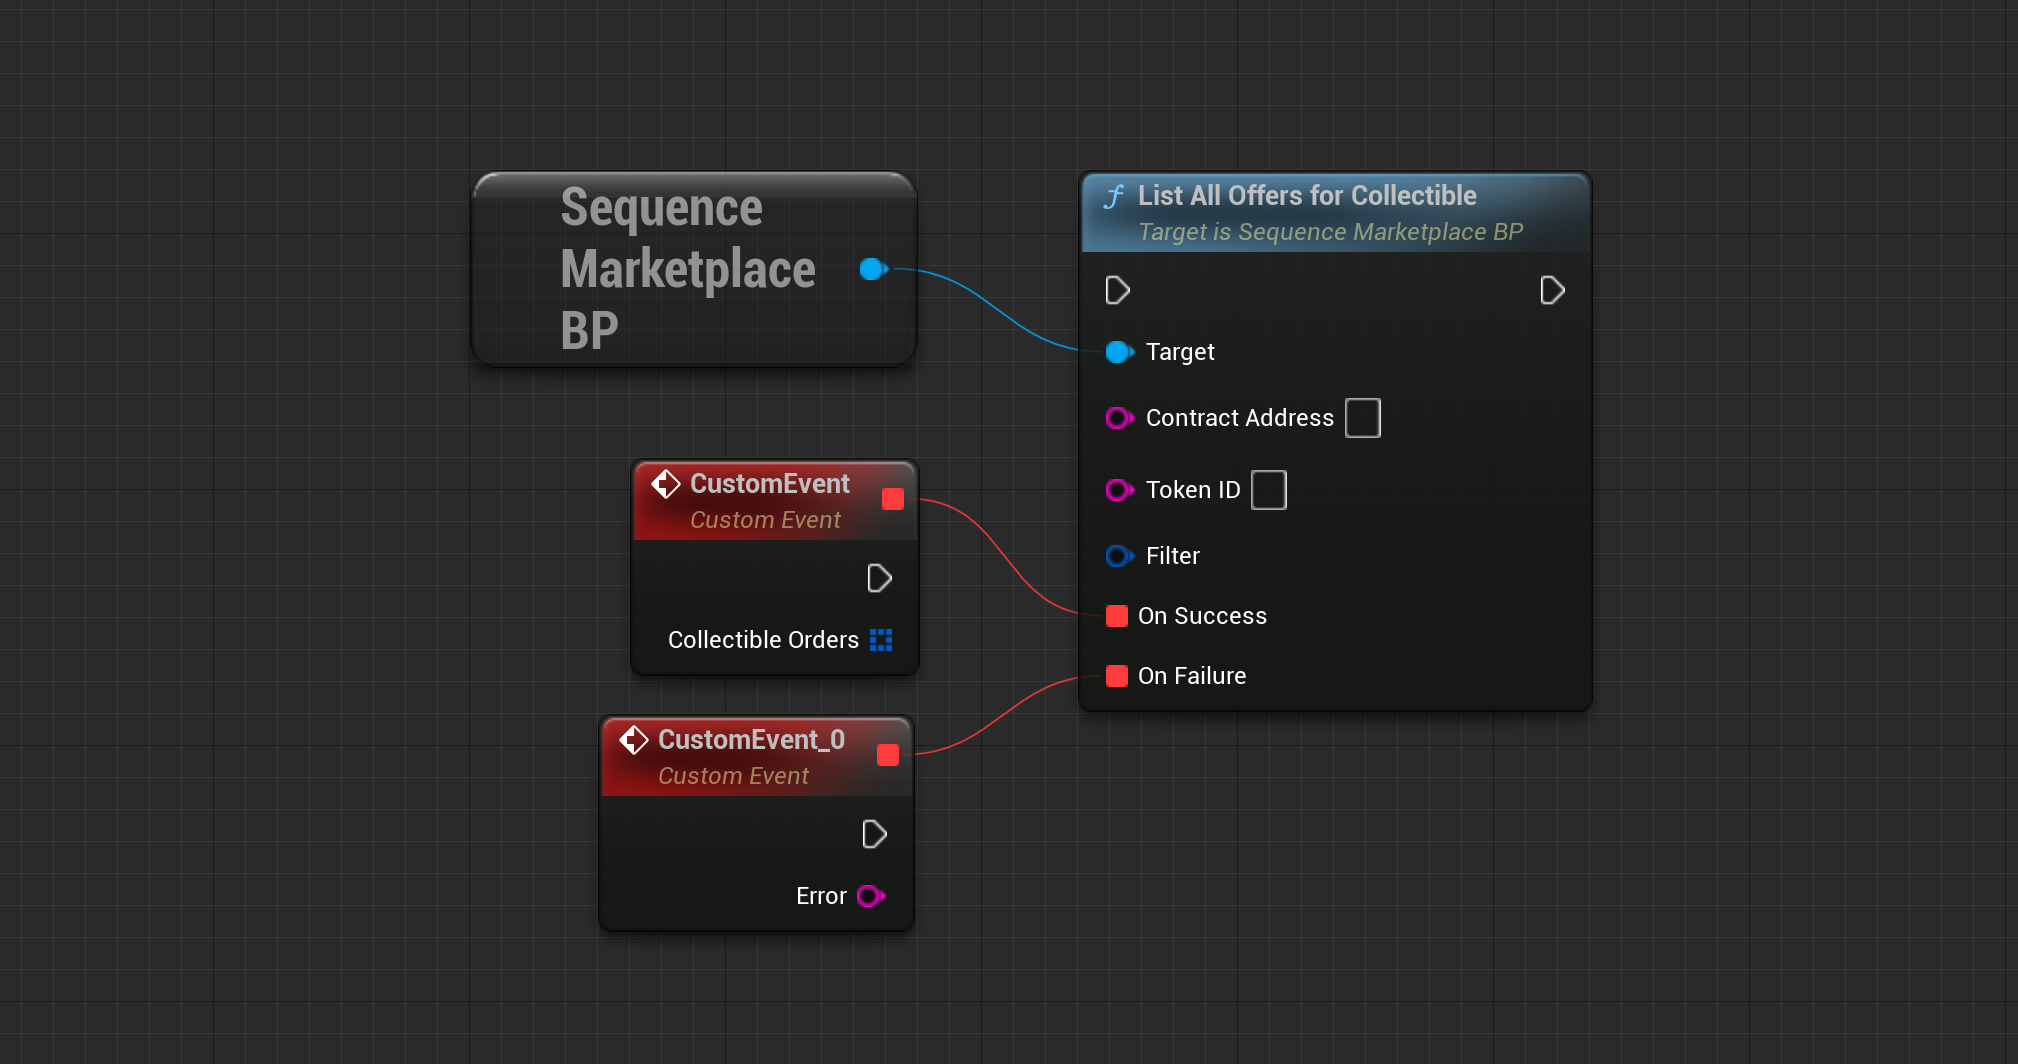 Sequence
Marketplace
BP
List All Offers for Collectible
Target is Sequence Marketplace BP
Target
Contract Address
Token ID
Filter
On Success
On Failure
CustomEvent
Custom Event
Collectible Orders
CustomEvent_0
Custom Event
Error